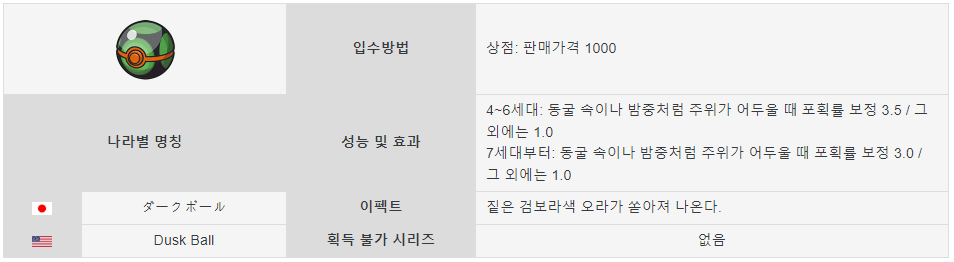 입수방법
상점: 판매가격 1000
나라별 명칭
성능 및 효과
4~6세대: 동굴 속이나 밤중처럼 주위가 어두울 때 포획률 보정 3.5 / 그
외에는 1.0
7세대부터: 동굴 속이나 밤중처럼 주위가 어두울 때 포획률 보정 3.0 /
그 외에는 1.0
ダークボール
이펙트
짙은 검보라색 오라가 쏟아져 나온다.
Dusk Ball
획득 불가 시리즈
없음